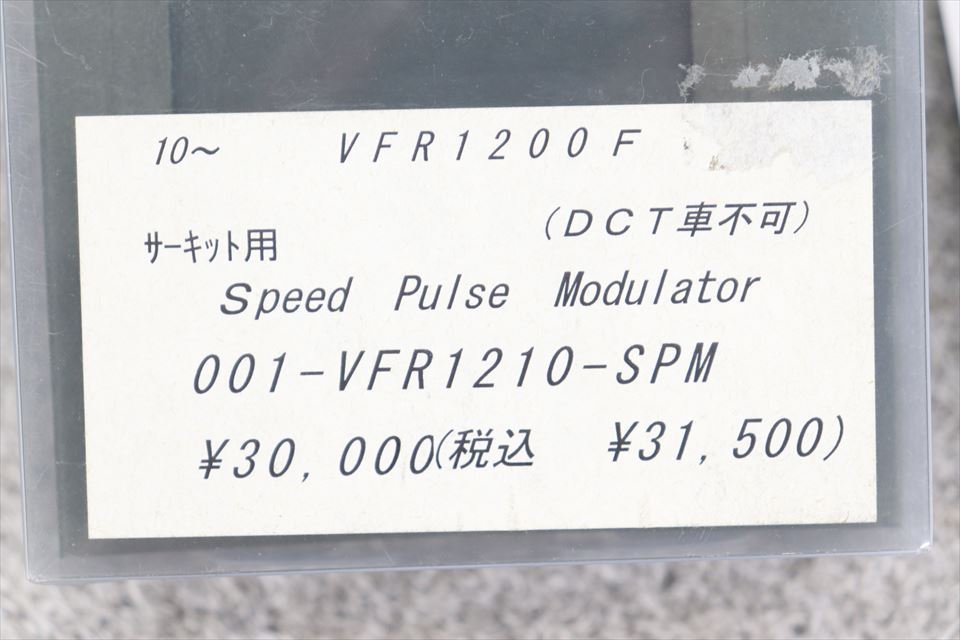 10～　VFR1200F
（DCT車不可）
ｻｰｷｯﾄ用
Speed Pulse Modulator
001-VFR1210-SPM
¥30,000(税込 ¥31,500)